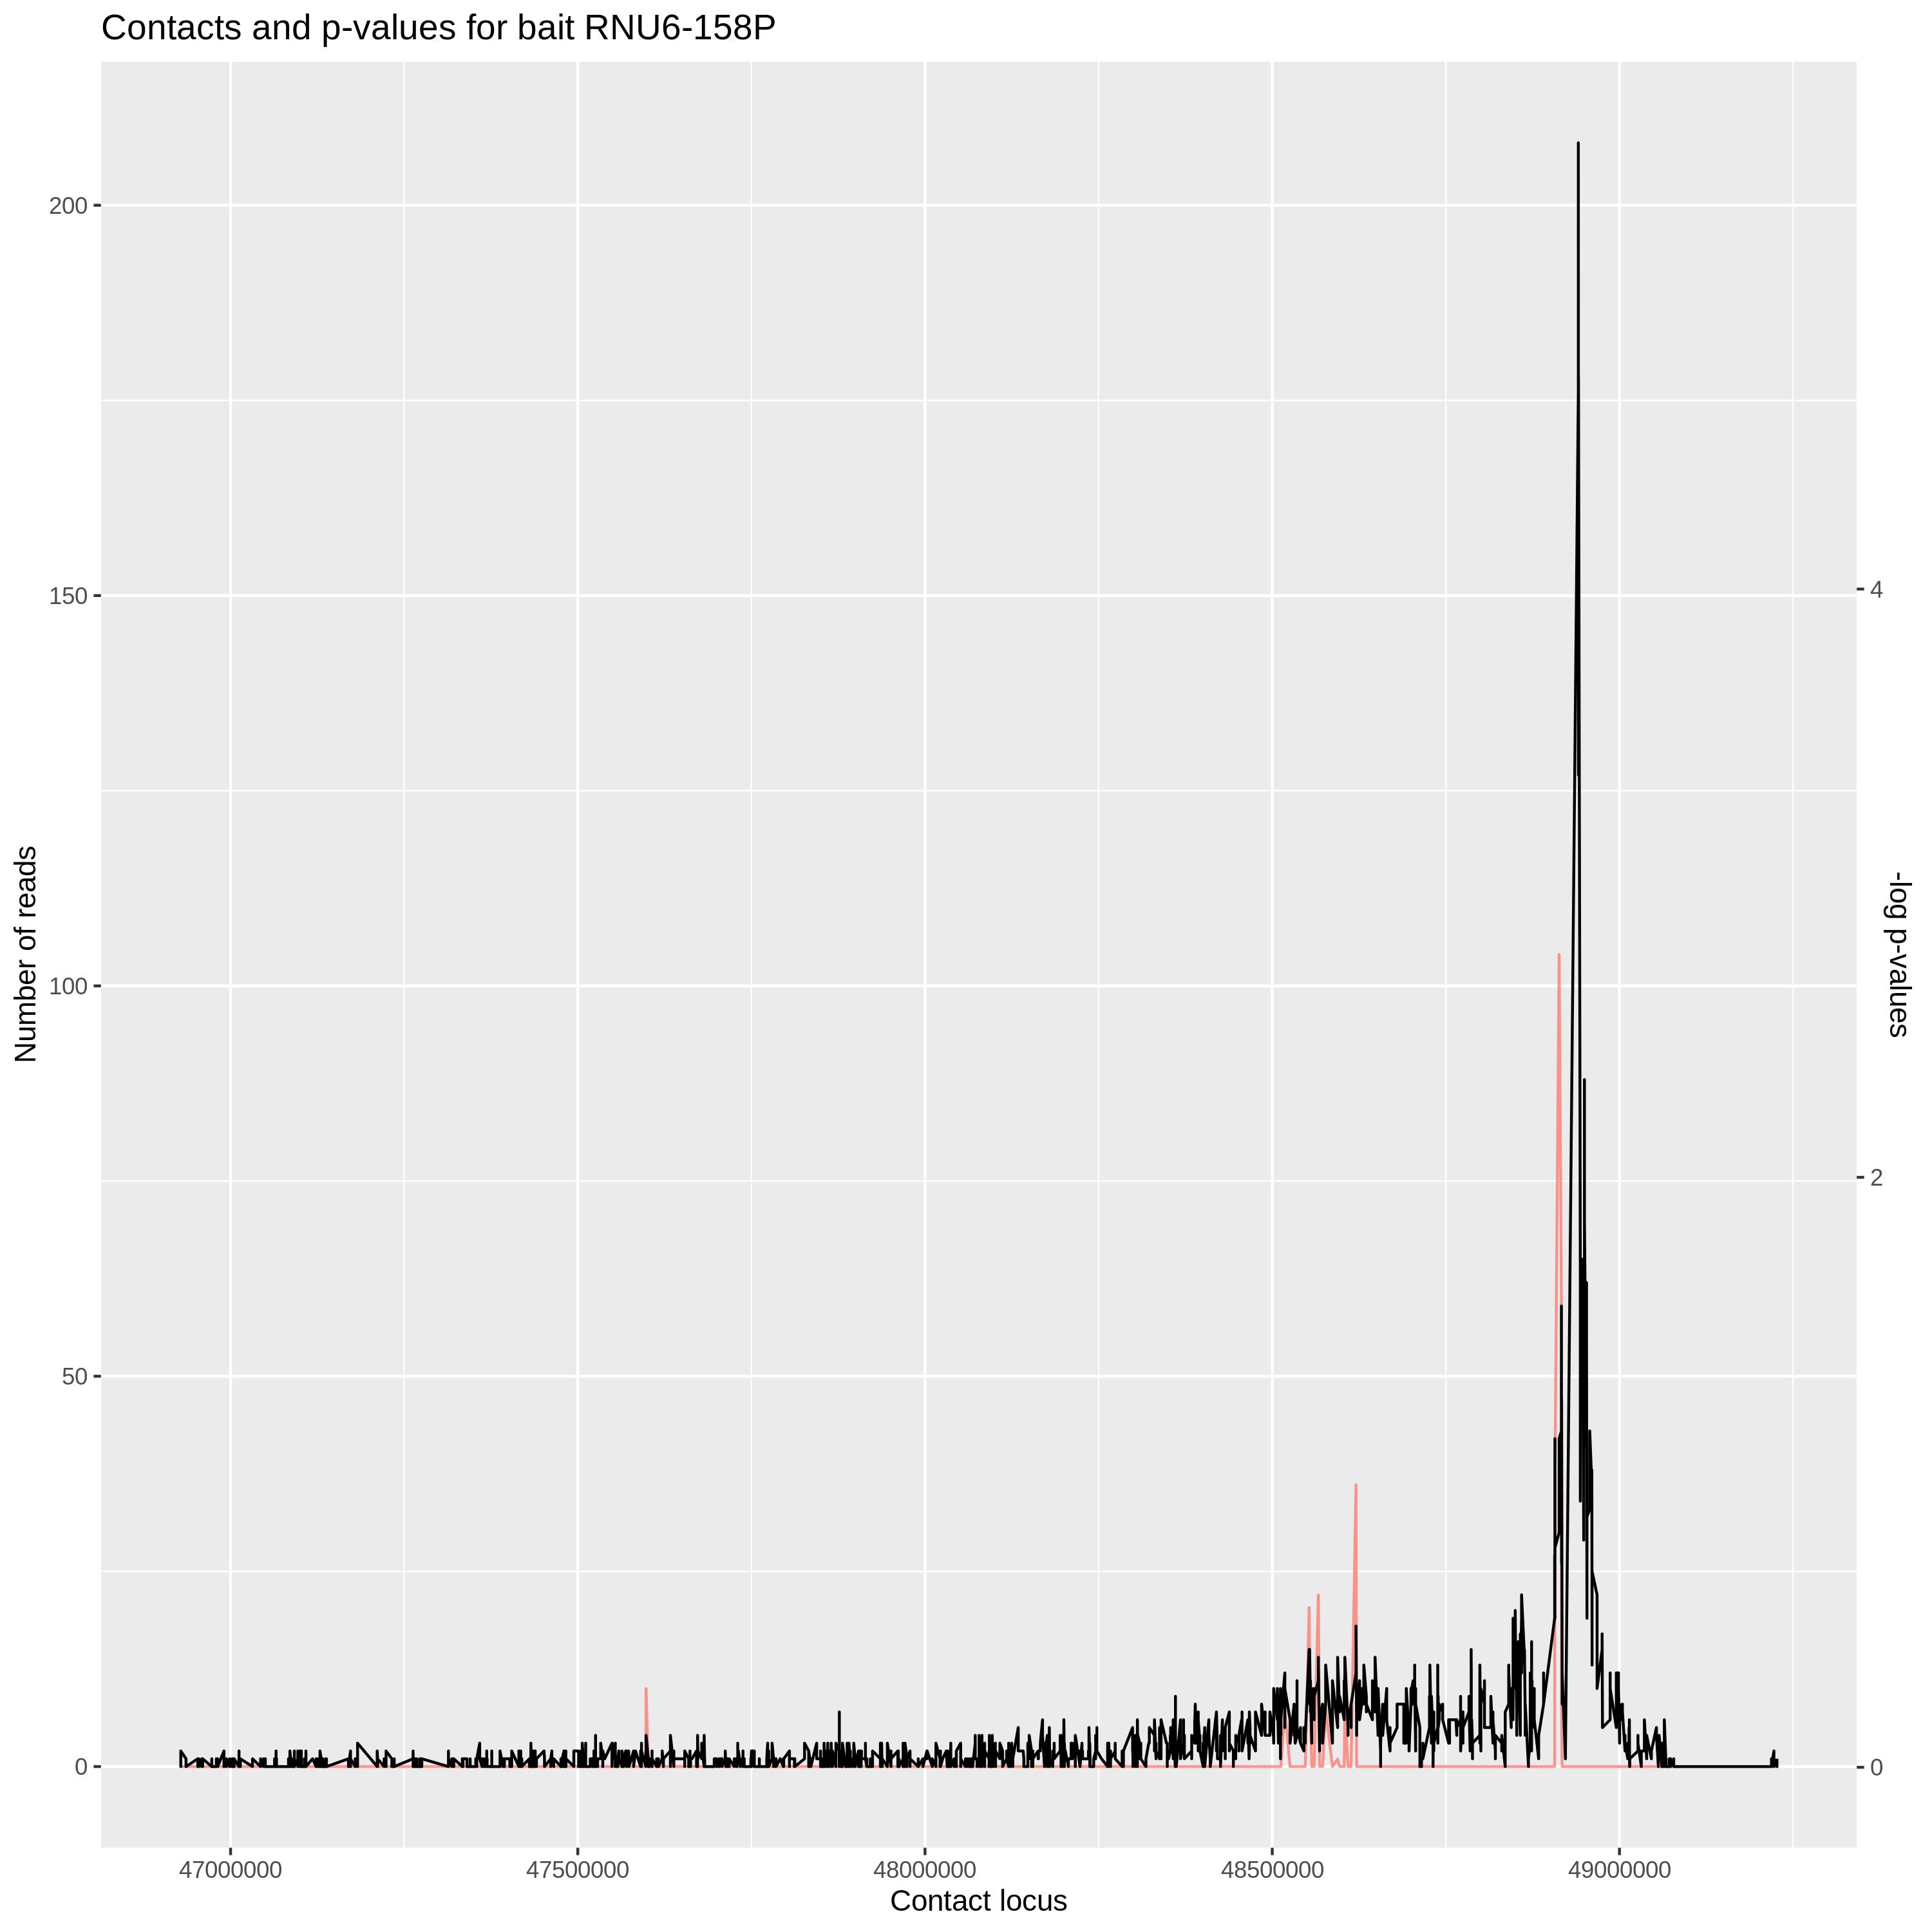 Contacts and p-values for bait RNU6-158P
Number of reads
200
150
100
50
0
4
2
0
-log p-values
47000000 47500000 48000000 48500000 49000000
Contact locus